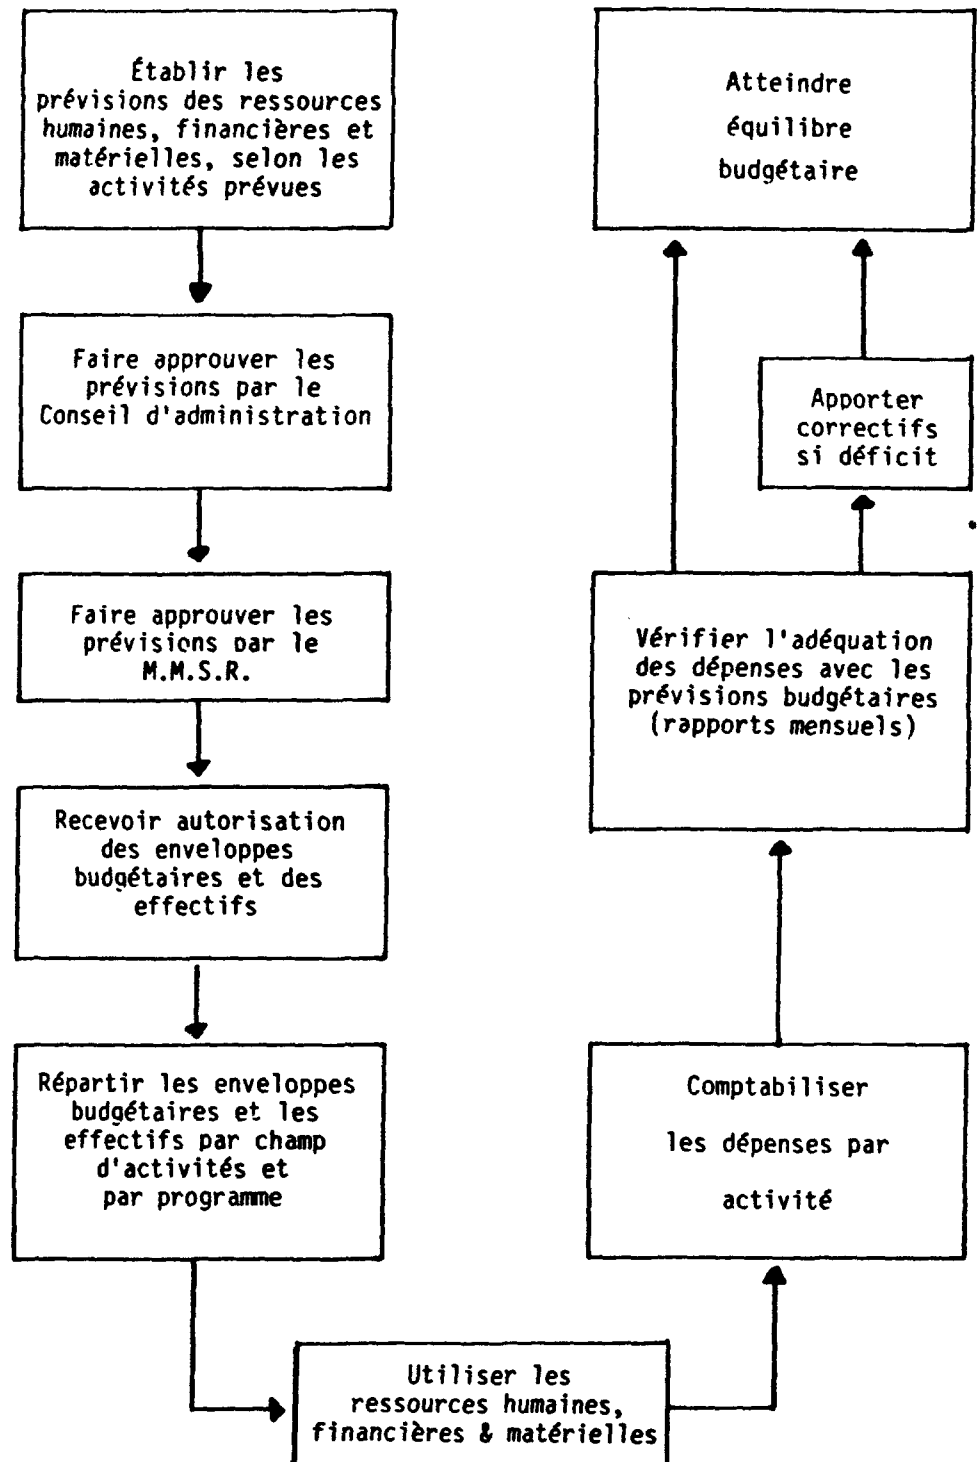 Établir les
prévisions des ressources
humaines, financières et
matérielles, selon les
activités prévues
Faire approuver les
prévisions par le
Conseil d'administration
Faire approuver les
prévisions par le
M.M.S.R.
Recevoir autorisation
des enveloppes
budgétaires et des
effectifs
Répartir les enveloppes
budgétaires et les
effectifs par champ
d'activités et
par programme
Utiliser les
ressources humaines,
financières & matérielles
Comptabiliser
les dépenses par
activité
Vérifier l'adéquation
des dépenses avec les
prévisions budgétaires
(rapports mensuels)
Apporter
correctifs
si déficit
Atteindre
équilibre
budgétaire